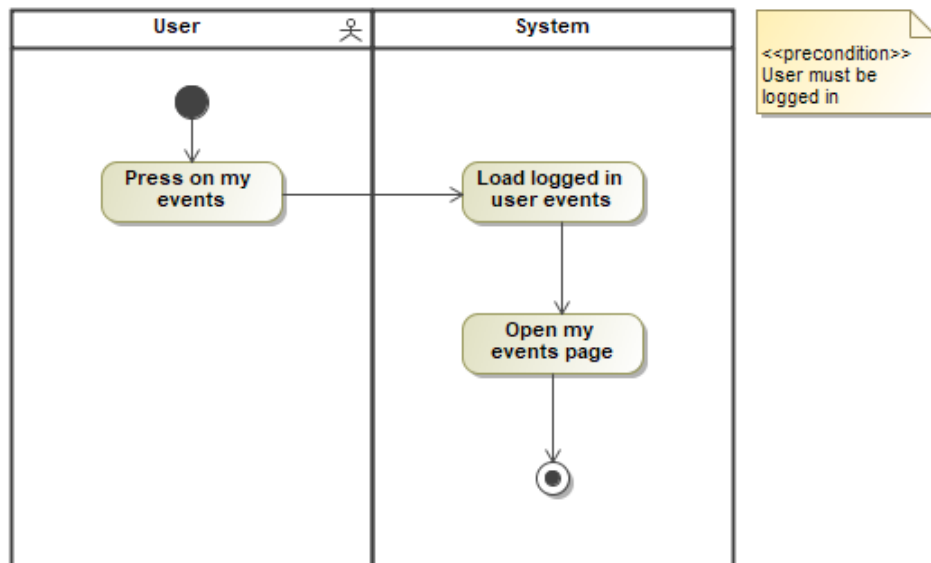 User
System
<<precondition>>
User must be
logged in
Press on my
events
Load logged in
user events
Open my
events page